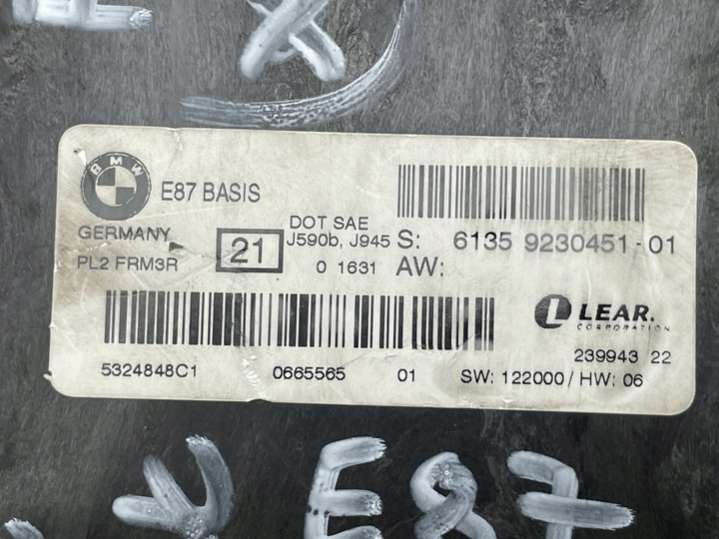 BMW
E87 BASIS
GERMANY
PL2 FRM3R
21
DOT SAE
J590b, J945
0 1631
S: 6135 9230451-01
AW:
LEAR.
CORPORATION
239943 22
5324848C1 0665565 01 SW: 122000/HW: 06
E87